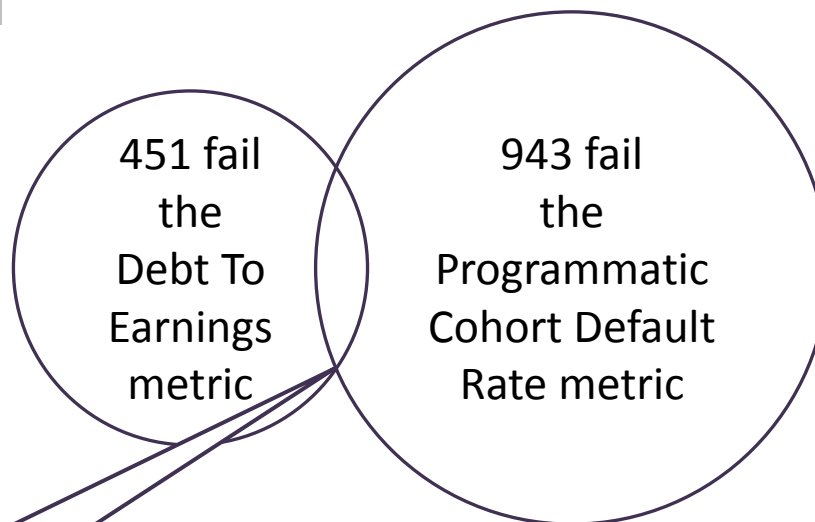 451 fail
the
Debt To
Earnings
metric
943 fail
the
Programmatic
Cohort Default
Rate metric